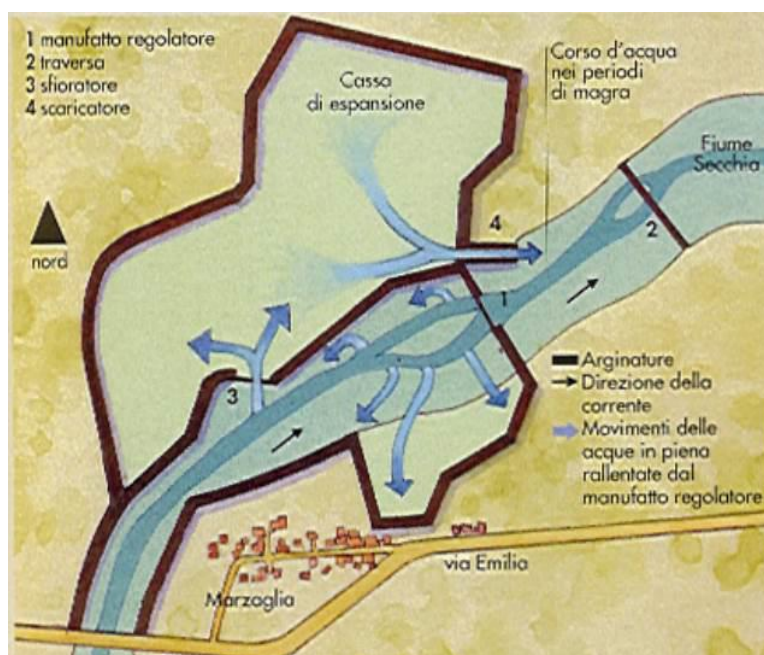 1 manufatto regolatore
2 traversa
3 sfioratore
4 scaricatore
Cassa
di espansione
Corso d'acqua
nei periodi
di magra
Fiume
Secchia
nord
4
2
1
3
Arginature
Direzione della
corrente
Movimenti delle
acque in piena
rallentate dal
manufatto regolatore
via Emilia
Marzaglia